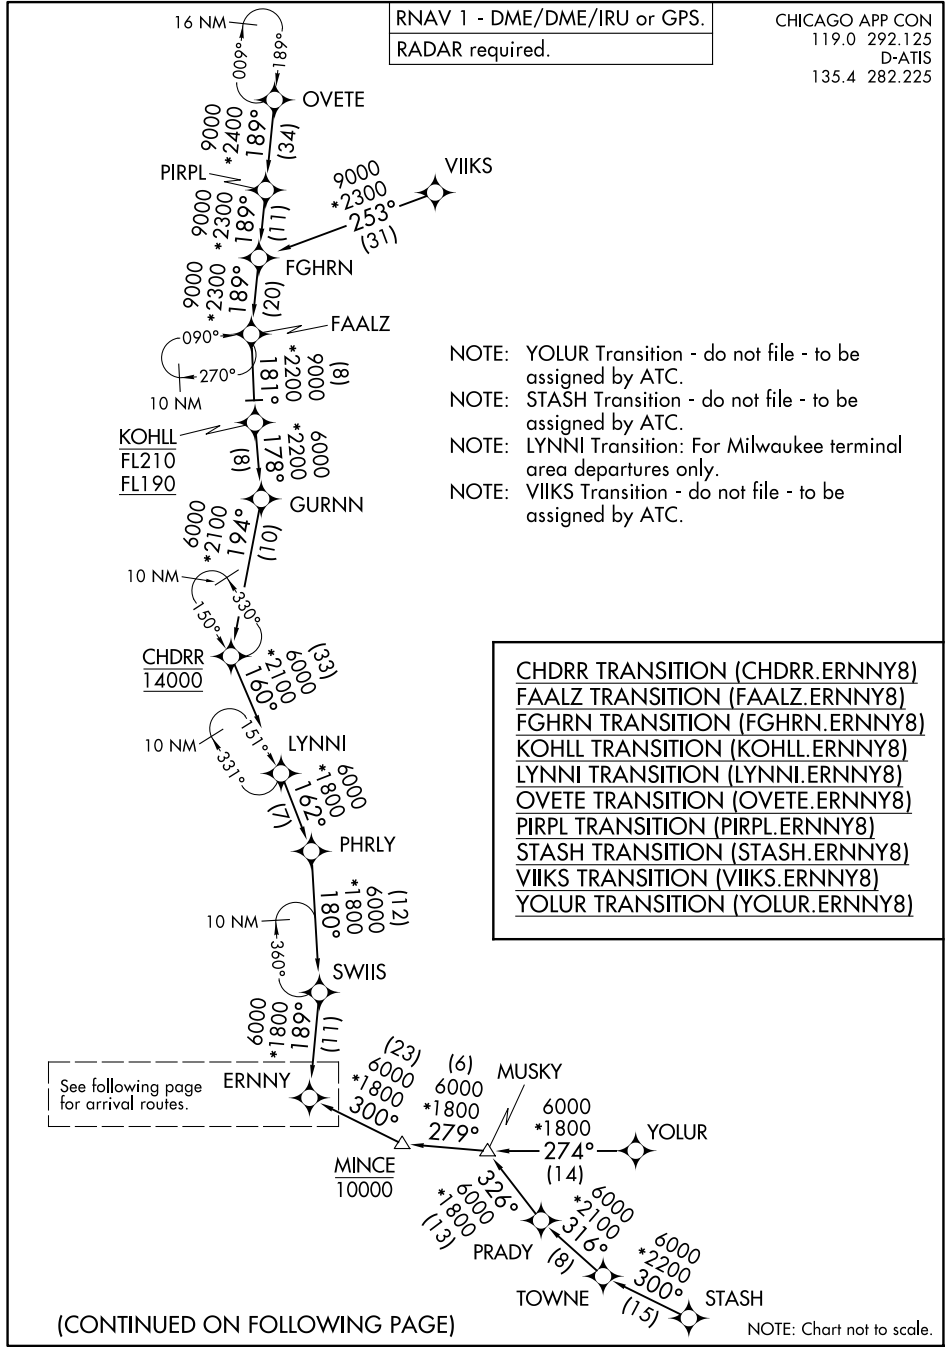 RNAV 1 - DME/DME/IRU or GPS.
RADAR required.
CHICAGO APP CON
119.0 292.125
D-ATIS
135.4 282.225
16 NM
009°
189°
OVETE
9000
*2400
189°
(34)
PIRPL
VIIKS
9000
*2300
253°
(31)
9000
*2300
189°
(11)
FGHRN
9000
*2300
189°
(20)
FAALZ
090°
270°
10 NM
(8)
9000
*2200
181°
NOTE: YOLUR Transition - do not file - to be
assigned by ATC.
NOTE: STASH Transition - do not file - to be
assigned by ATC.
NOTE: LYNNI Transition: For Milwaukee terminal
area departures only.
NOTE: VIIKS Transition - do not file - to be
assigned by ATC.
KOHLL
FL210
FL190
6000
*2200
178°
(8)
GURNN
6000
*2100
194°
(10)
10 NM
330°
150°
CHDRR
14000
(33)
6000
*2100
160°
CHDRR TRANSITION (CHDRR.ERNNY8)
FAALZ TRANSITION (FAALZ.ERNNY8)
FGHRN TRANSITION (FGHRN.ERNNY8)
KOHLL TRANSITION (KOHLL.ERNNY8)
LYNNI TRANSITION (LYNNI.ERNNY8)
OVETE TRANSITION (OVETE.ERNNY8)
PIRPL TRANSITION (PIRPL.ERNNY8)
STASH TRANSITION (STASH.ERNNY8)
VIIKS TRANSITION (VIIKS.ERNNY8)
YOLUR TRANSITION (YOLUR.ERNNY8)
10 NM
151°
331°
LYNNI
6000
*1800
162°
(7)
PHRLY
(12)
6000
*1800
180°
10 NM
360°
SWIIS
6000
*1800
189°
(11)
See following page
for arrival routes.
ERNNY
(23)
6000
*1800
300°
(6)
6000
*1800
279°
MUSKY
6000
*1800
274°
(14)
YOLUR
MINCE
10000
326°
6000
*1800
(13)
PRADY
6000
*2100
316°
(8)
TOWNE
6000
*2200
300°
(15)
STASH
(CONTINUED ON FOLLOWING PAGE)
NOTE: Chart not to scale.